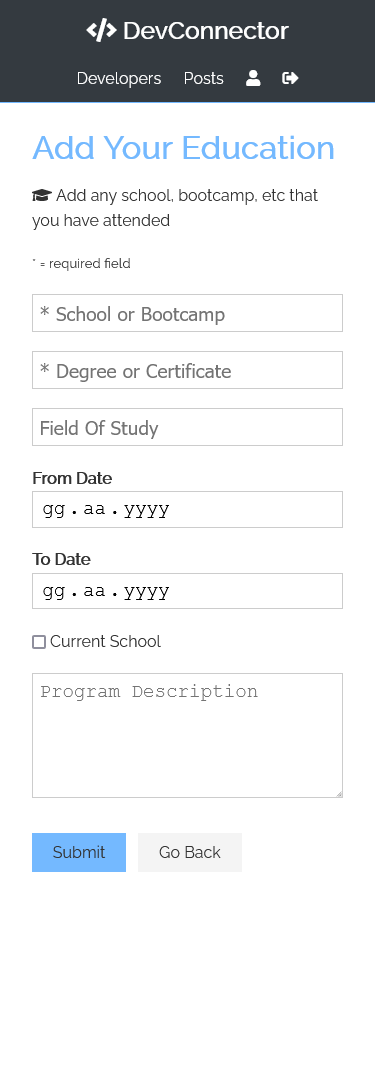 DevConnector
Developers Posts
Add Your Education
Add any school, bootcamp, etc that
you have attended
* = required field
* School or Bootcamp
* Degree or Certificate
Field Of Study
From Date
gg.aa.yyyy
To Date
gg.aa.yyyy
Current School
Program Description
Submit Go Back